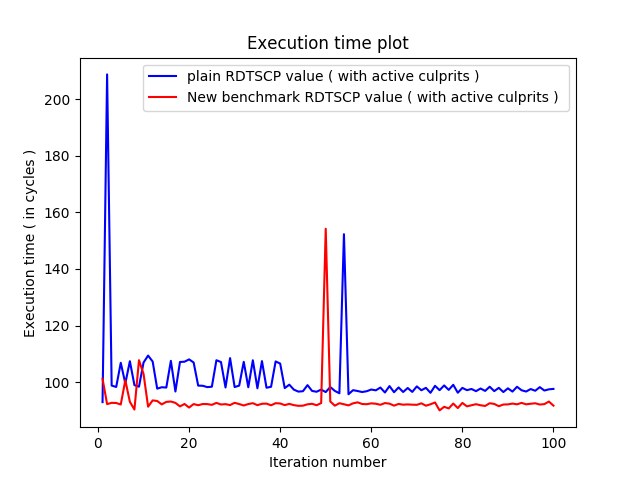 Execution time plot
plain RDTSCP value ( with active culprits )
New benchmark RDTSCP value ( with active culprits )
Execution time ( in cycles )
200
180
160
140
120
100
0 20 40 60 80 100
Iteration number